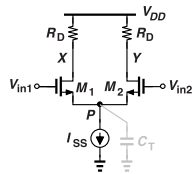 V_DD
R_D R_D
X Y
V_in1 M_1 M_2 V_in2
P
I_SS C_T